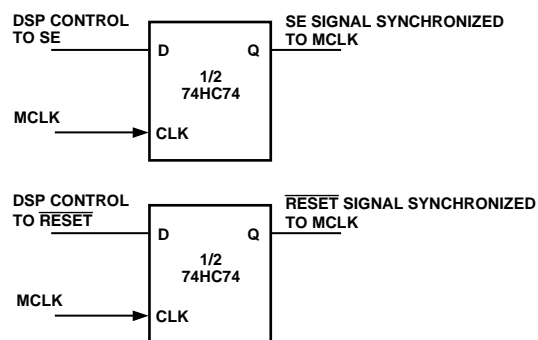 DSP CONTROL
TO SE
SE SIGNAL SYNCHRONIZED
TO MCLK
D
Q
1/2
74HC74
MCLK
CLK
DSP CONTROL
TO RESET
RESET SIGNAL SYNCHRONIZED
TO MCLK
D
Q
1/2
74HC74
MCLK
CLK